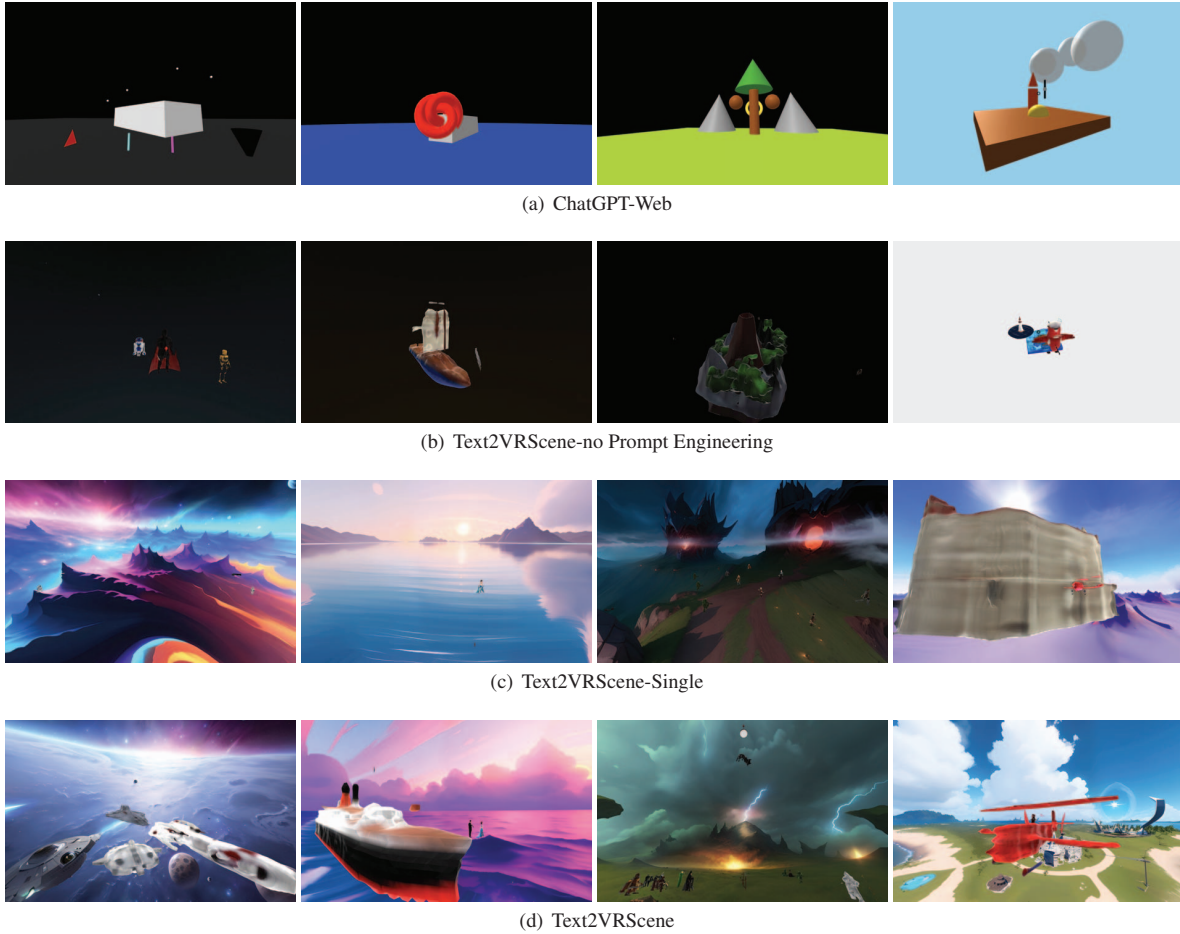 (a) ChatGPT-Web
(b) Text2VRScene-no Prompt Engineering
(c) Text2VRScene-Single
(d) Text2VRScene